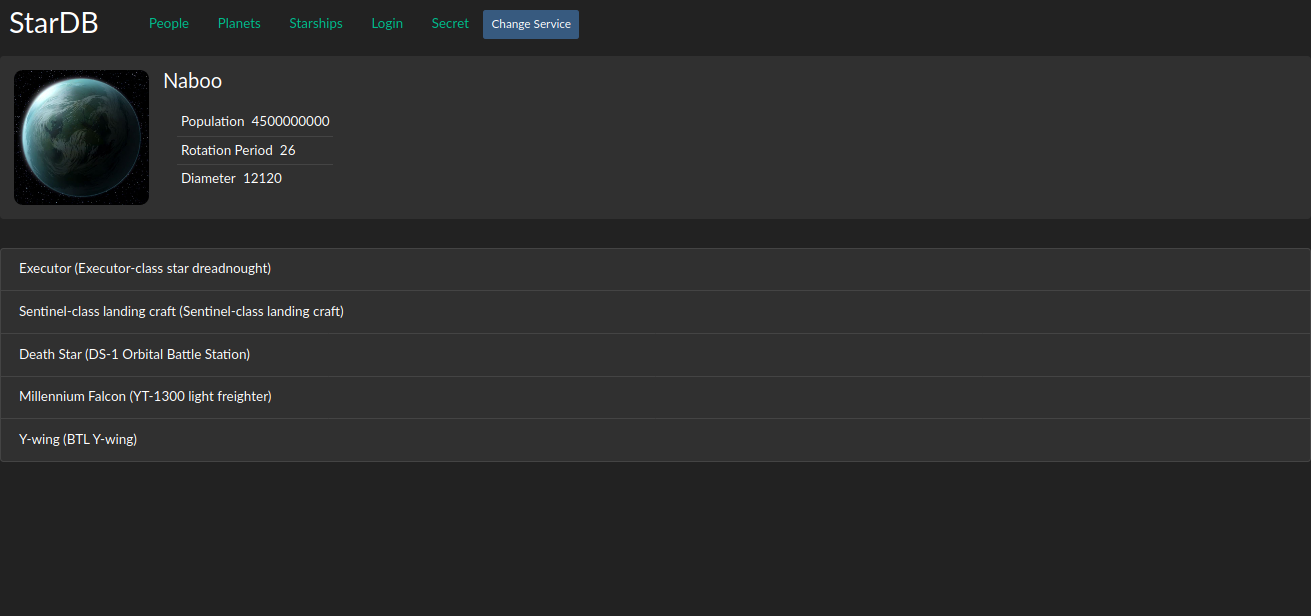 StarDB People Planets Starships Login Secret Change Service
Naboo
Population 4500000000
Rotation Period 26
Diameter 12120
Executor (Executor-class star dreadnought)
Sentinel-class landing craft (Sentinel-class landing craft)
Death Star (DS-1 Orbital Battle Station)
Millennium Falcon (YT-1300 light freighter)
Y-wing (BTL Y-wing)